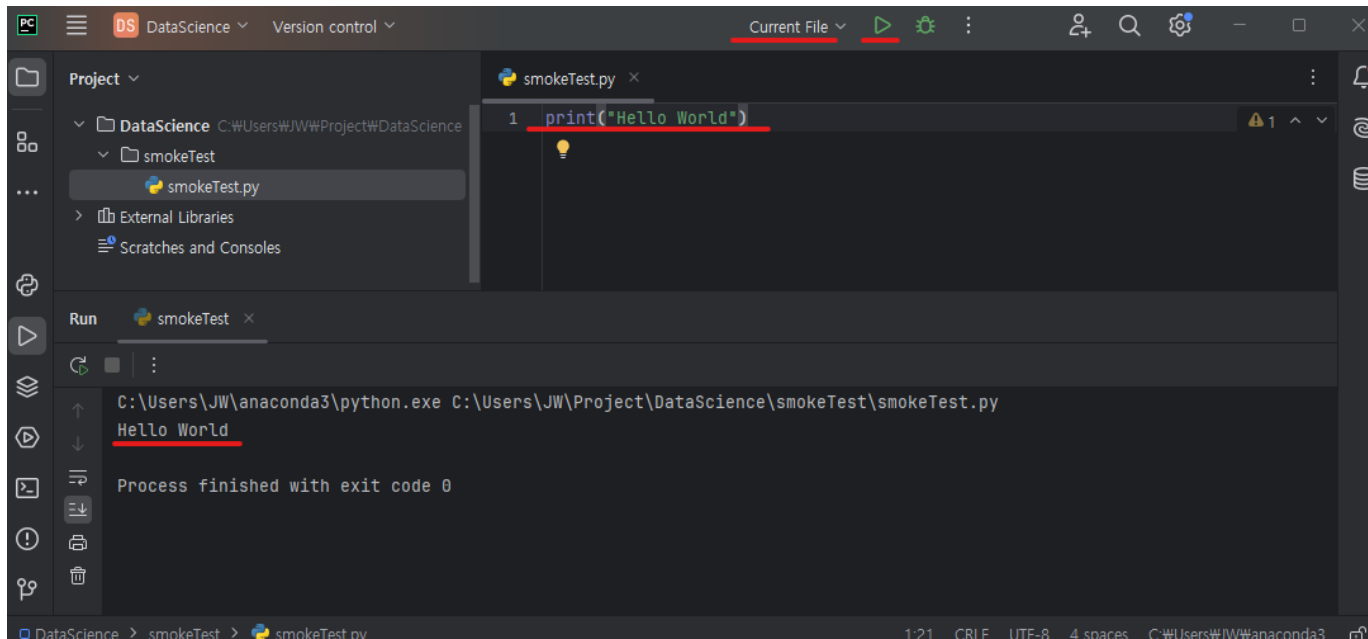 PC DS DataScience Version control Current File
Project
smokeTest.py
DataScience C:₩Users₩JW₩Project₩DataScience
smokeTest
smokeTest.py
External Libraries
Scratches and Consoles
1 print("Hello World")
1
Run smokeTest
C:\Users\JW\anaconda3\python.exe C:\Users\JW\Project\DataScience\smokeTest\smokeTest.py
Hello World
Process finished with exit code 0
DataScience > smokeTest > smokeTest.py 1:21 CRLF UTF-8 4 spaces C:₩Users₩JW₩anaconda3